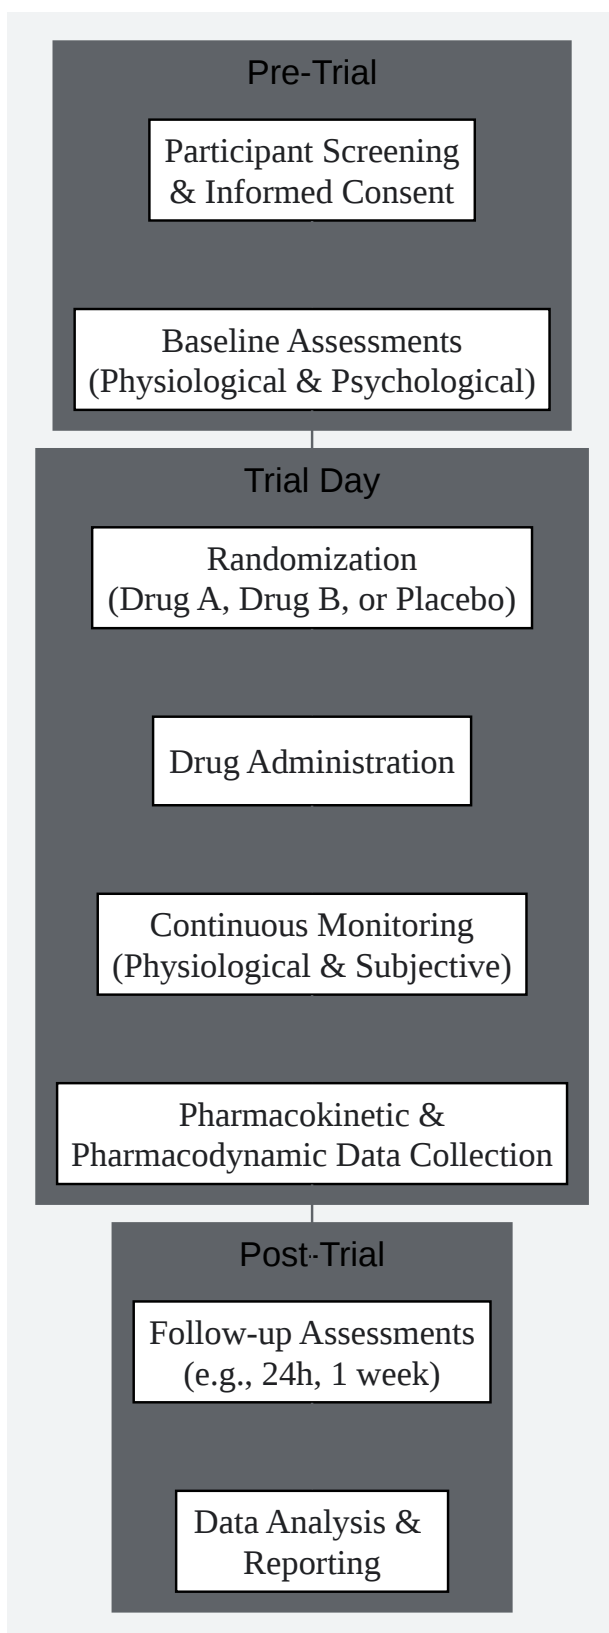 Pre-Trial
Participant Screening
& Informed Consent
Baseline Assessments
(Physiological & Psychological)
Trial Day
Randomization
(Drug A, Drug B, or Placebo)
Drug Administration
Continuous Monitoring
(Physiological & Subjective)
Pharmacokinetic &
Pharmacodynamic Data Collection
Post-Trial
Follow-up Assessments
(e.g., 24h, 1 week)
Data Analysis &
Reporting